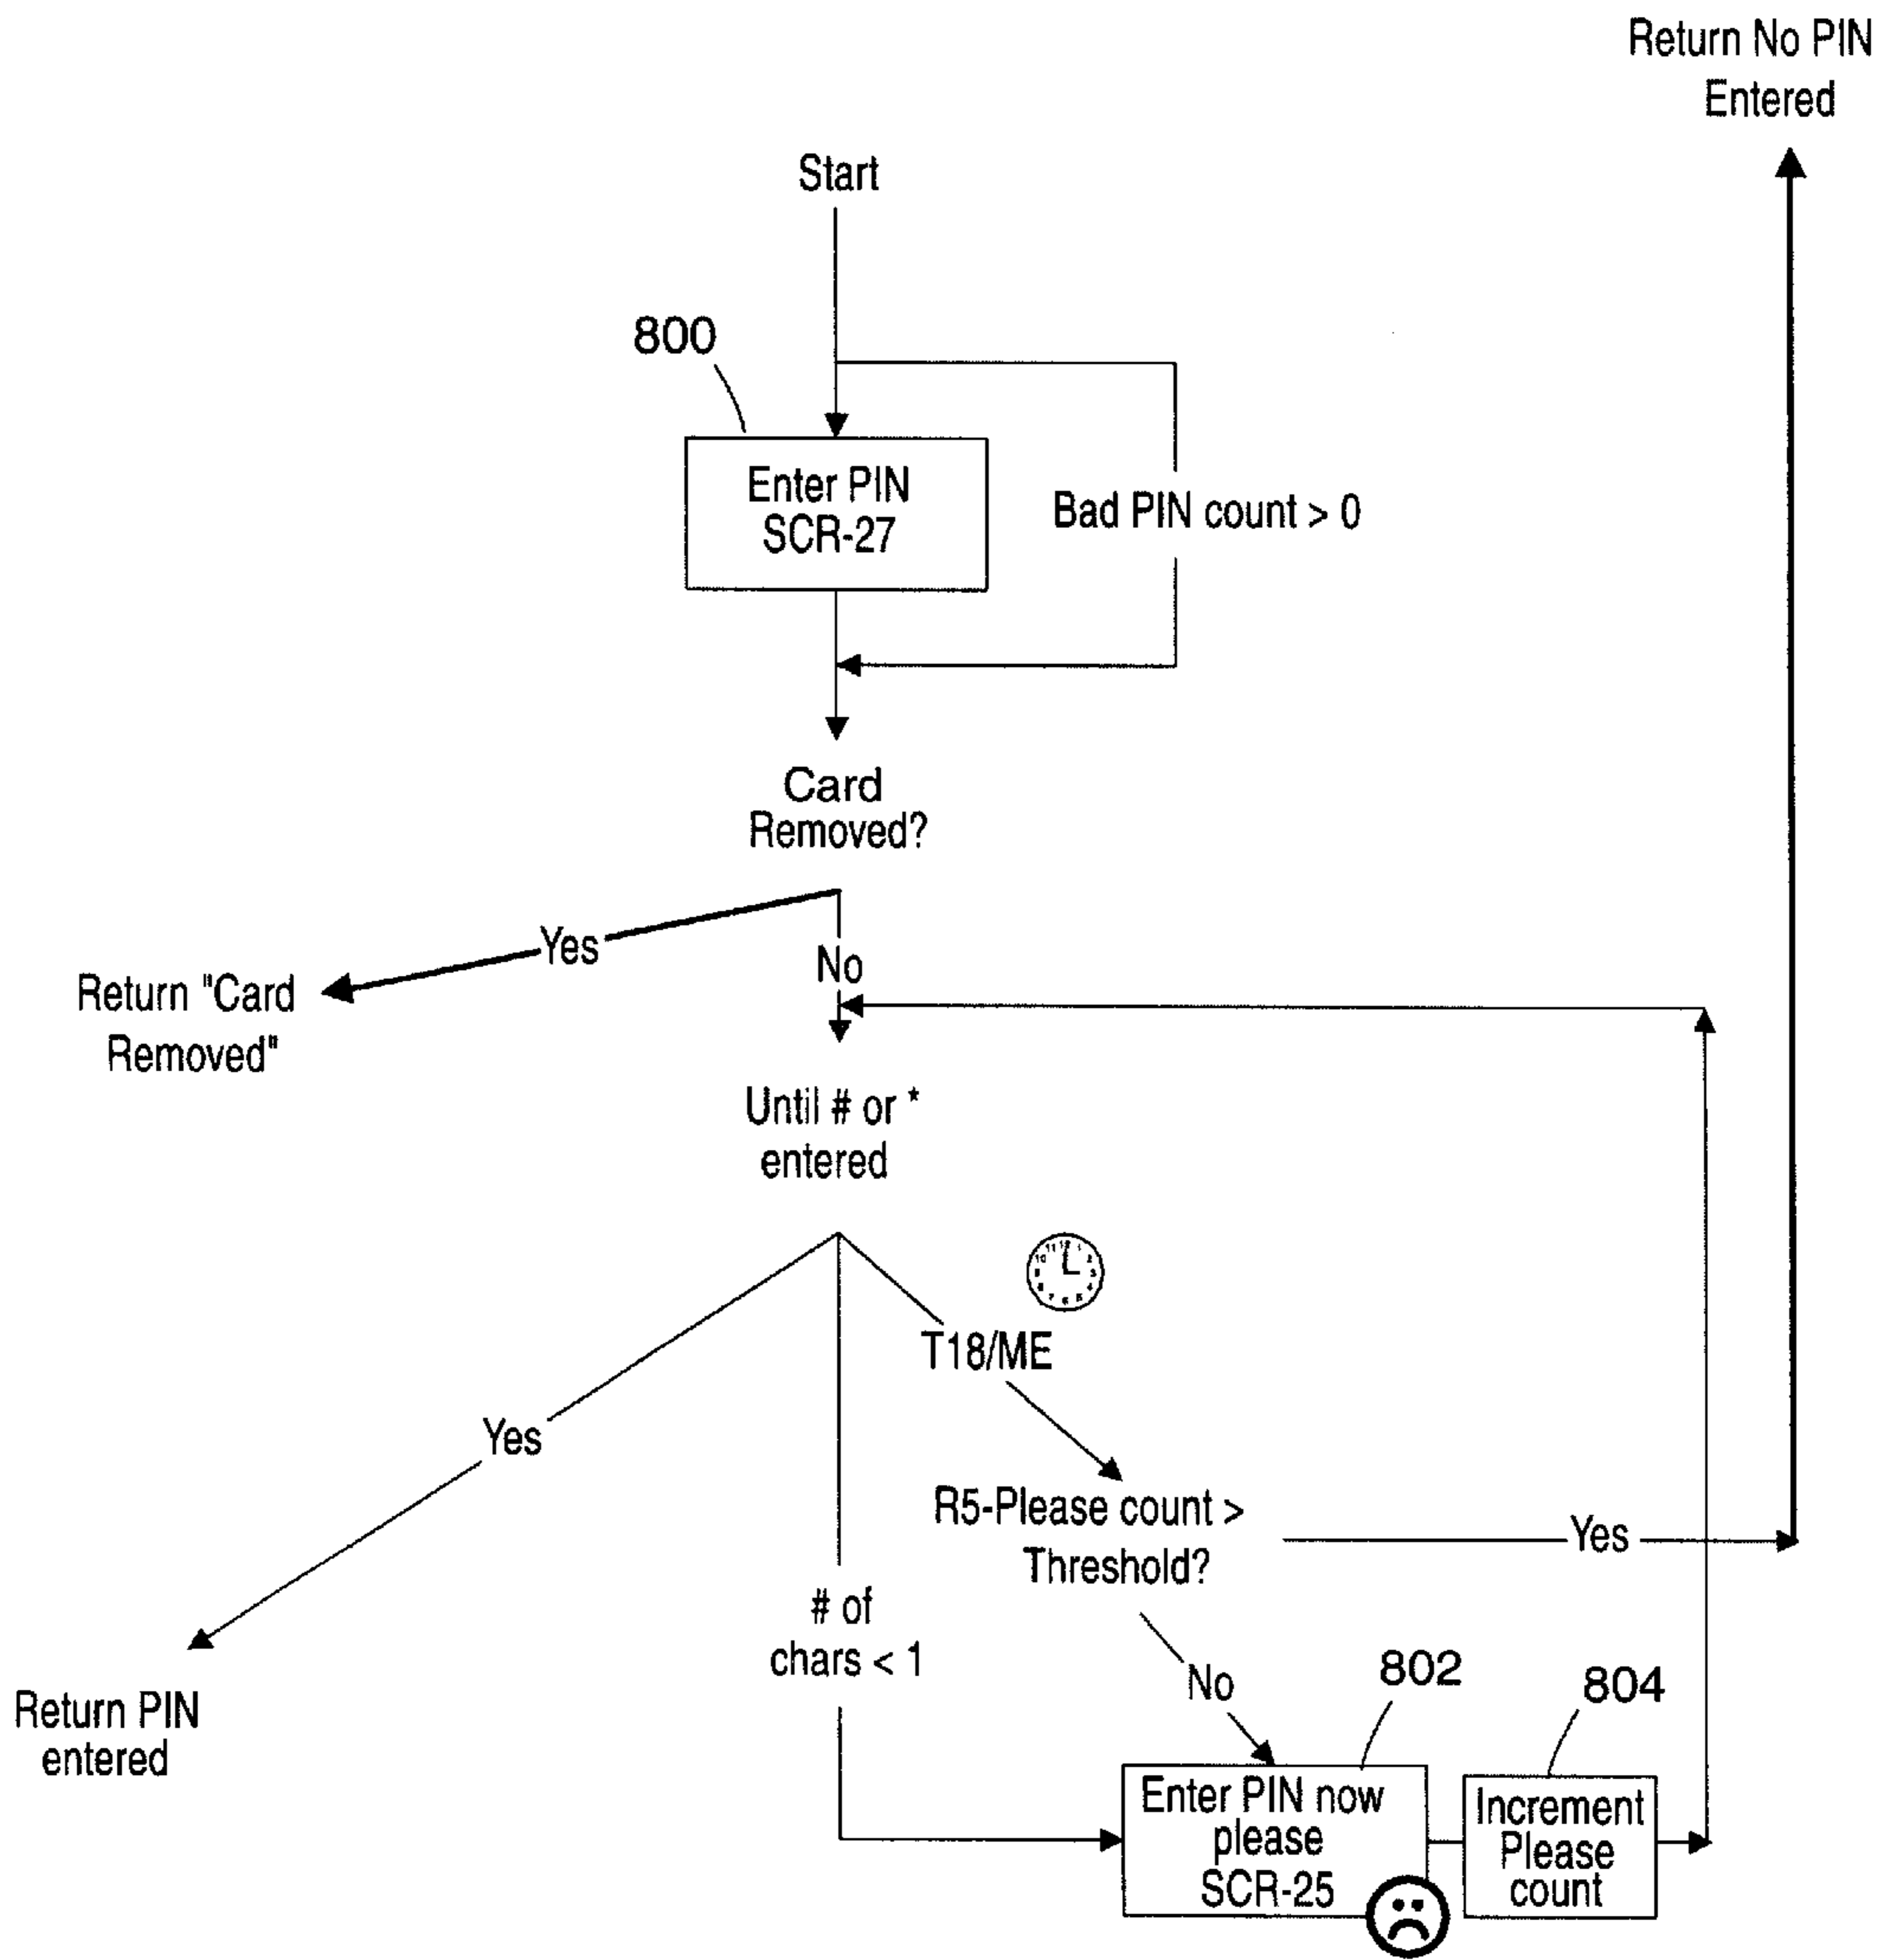 Return No PIN
Entered
Start
800
Enter PIN
SCR-27
Bad PIN count > 0
Card
Removed?
Yes
No
Return "Card
Removed"
Until # or *
entered
T18/ME
Yes
R5-Please count >
Threshold?
Yes
# of
chars < 1
No
802
804
Return PIN
entered
Enter PIN now
please
SCR-25
Increment
Please
count